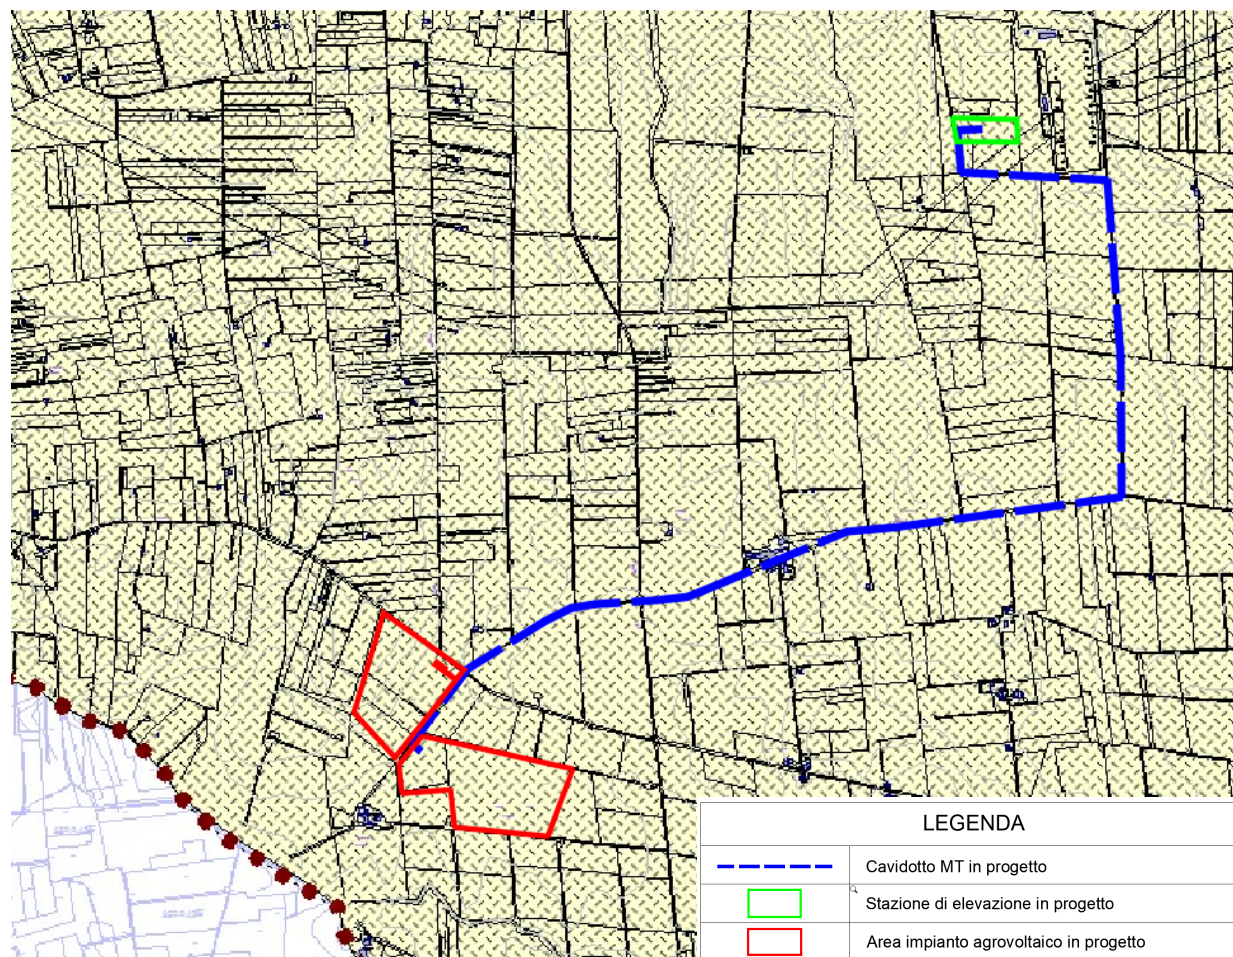 LEGENDA
Cavidotto MT in progetto
Stazione di elevazione in progetto
Area impianto agrovoltaico in progetto